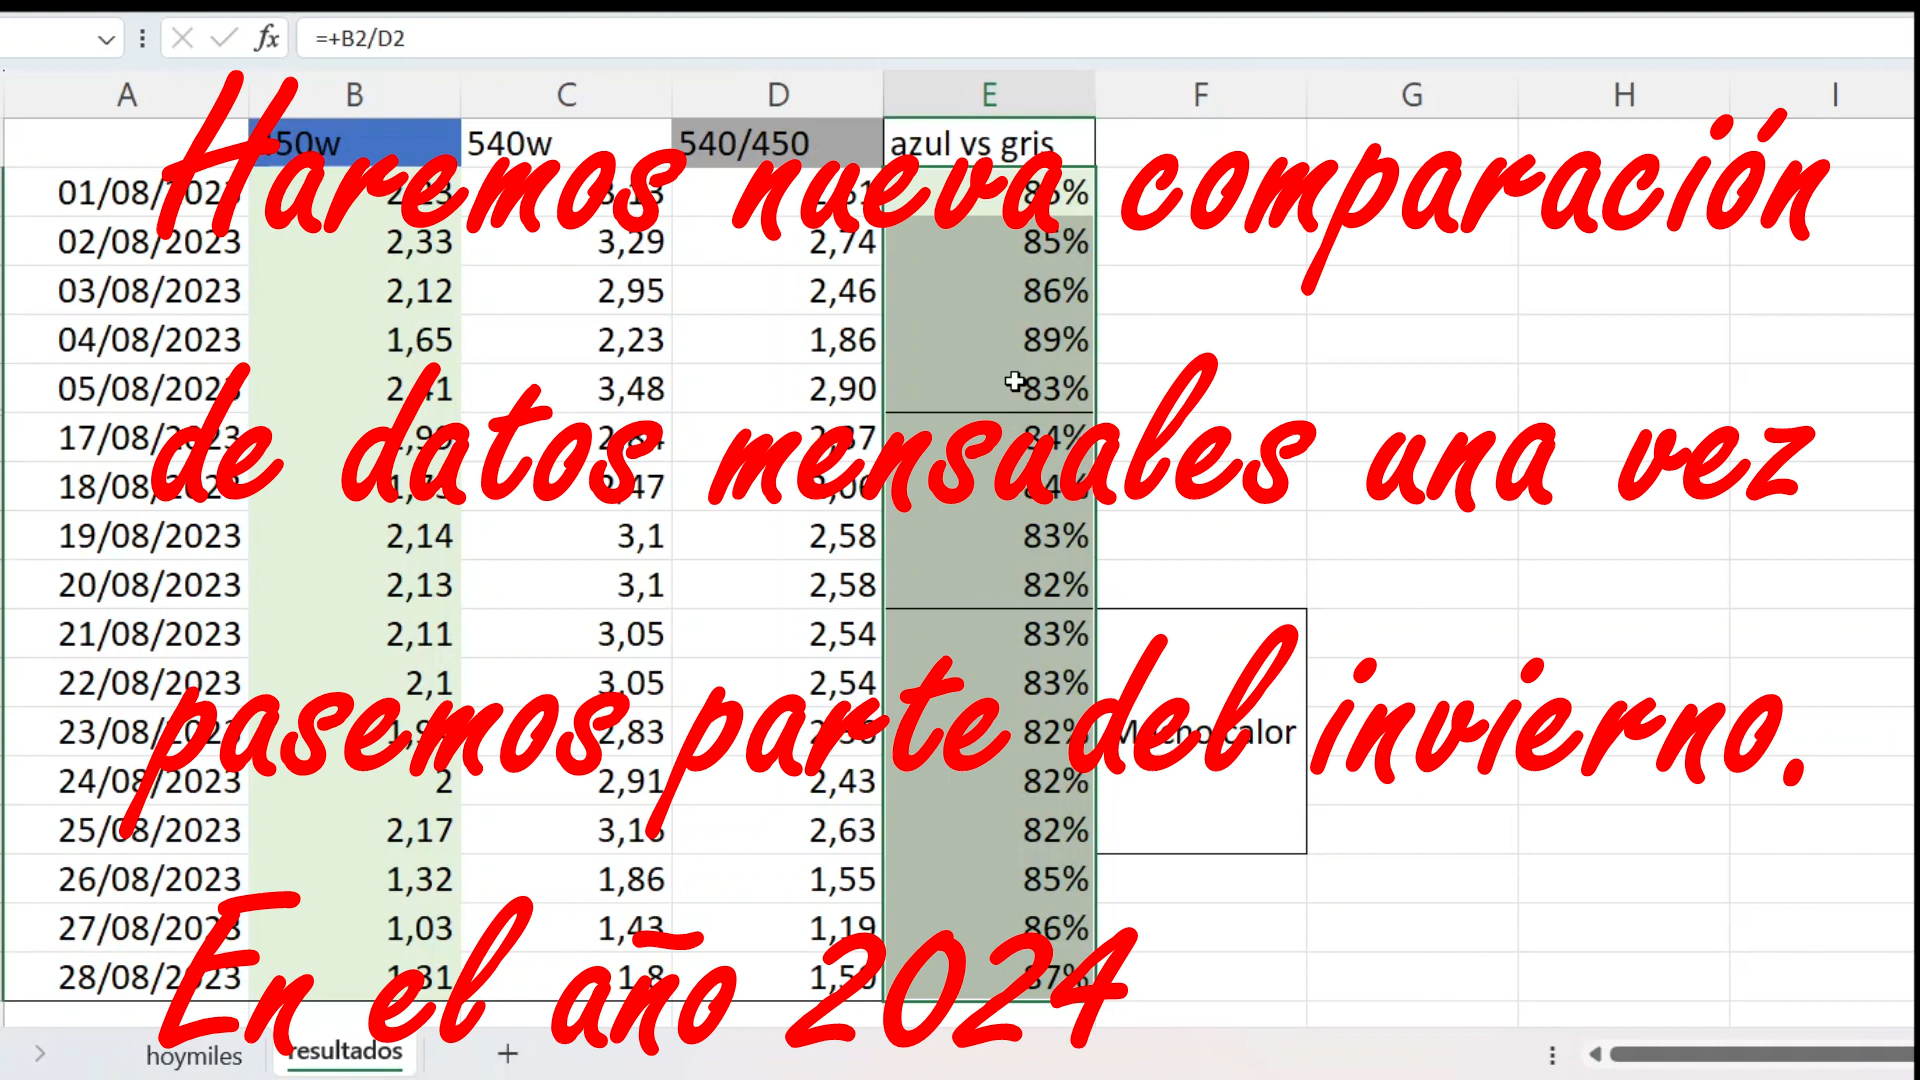 =+B2/D2
A B C D E F G H I
50w 540w 540/450 azul vs gris
Haremos nueva comparación
01/08/2023
02/08/2023 2,33 3,29 2,74 85%
03/08/2023 2,12 2,95 2,46 86%
04/08/2023 1,65 2,23 1,86 89%
05/08/2023 2,41 3,48 2,90 83%
de datos mensuales una vez
17/08/2023 84%
18/08/2023
19/08/2023 2,14 3,1 2,58 83%
20/08/2023 2,13 3,1 2,58 82%
21/08/2023 2,11 3,05 2,54 83%
22/08/2023 2,1 3,05 2,54 83%
pasemos parte del invierno.
23/08/2023 2,83 82% Mucho calor
24/08/2023 2 2,91 2,43 82%
25/08/2023 2,17 3,16 2,63 82%
26/08/2023 1,32 1,86 1,55 85%
27/08/2023 1,03 1,43 1,19 86%
En el año 2024
28/08/2023 1,31 1,8 87%
hoymiles resultados